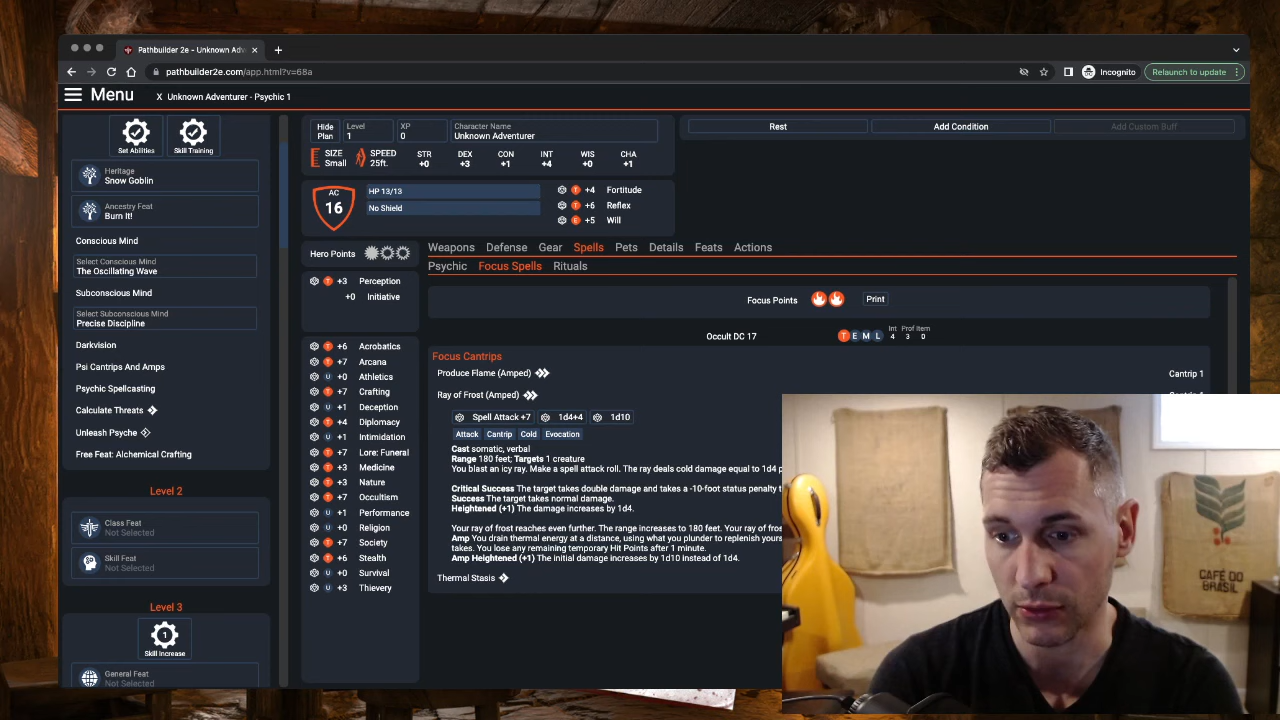 Pathbuilder 2e - Unknown Adv
pathbuilder2e.com/app.html?v=68a
Incognito
Relaunch to update
Menu
X Unknown Adventurer - Psychic 1
Set Abilities
Skill Training
Heritage
Snow Goblin
Ancestry Feat
Burn It!
Conscious Mind
Select Conscious Mind
The Oscillating Wave
Subconscious Mind
Select Subconscious Mind
Precise Discipline
Darkvision
Psi Cantrips And Amps
Psychic Spellcasting
Calculate Threats
Unleash Psyche
Free Feat: Alchemical Crafting
Level 2
Class Feat
Not Selected
Skill Feat
Not Selected
Level 3
1
Skill Increase
General Feat
Not Selected
Hide Plan
Level
1
XP
0
Character Name
Unknown Adventurer
SIZE
Small
SPEED
25ft.
STR
+0
DEX
+3
CON
+1
INT
+4
WIS
+0
CHA
+1
AC
16
HP 13/13
No Shield
T +4 Fortitude
T +6 Reflex
E +5 Will
Hero Points
T +3 Perception
+0 Initiative
T +6 Acrobatics
T +7 Arcana
U +0 Athletics
T +7 Crafting
U +1 Deception
T +4 Diplomacy
U +1 Intimidation
T +7 Lore: Funeral
T +3 Medicine
T +3 Nature
T +7 Occultism
U +1 Performance
U +0 Religion
T +7 Society
T +6 Stealth
U +0 Survival
U +3 Thievery
Rest
Add Condition
Add Custom Buff
Weapons Defense Gear Spells Pets Details Feats Actions
Psychic Focus Spells Rituals
Focus Points
Print
Occult DC 17
T E M L
Int Prof Item
4 3 0
Focus Cantrips
Produce Flame (Amped)
Cantrip 1
Ray of Frost (Amped)
Spell Attack +7
1d4+4
1d10
Attack Cantrip Cold Evocation
Cast somatic, verbal
Range 180 feet; Targets 1 creature
You blast an icy ray. Make a spell attack roll. The ray deals cold damage equal to 1d4 p
Critical Success The target takes double damage and takes a -10-foot status penalty t
Success The target takes normal damage.
Heightened (+1) The damage increases by 1d4.
Your ray of frost reaches even further. The range increases to 180 feet. Your ray of fros
Amp You drain thermal energy at a distance, using what you plunder to replenish yours
takes. You lose any remaining temporary Hit Points after 1 minute.
Amp Heightened (+1) The initial damage increases by 1d10 instead of 1d4.
Thermal Stasis
CAFÉ DO
BRASIL